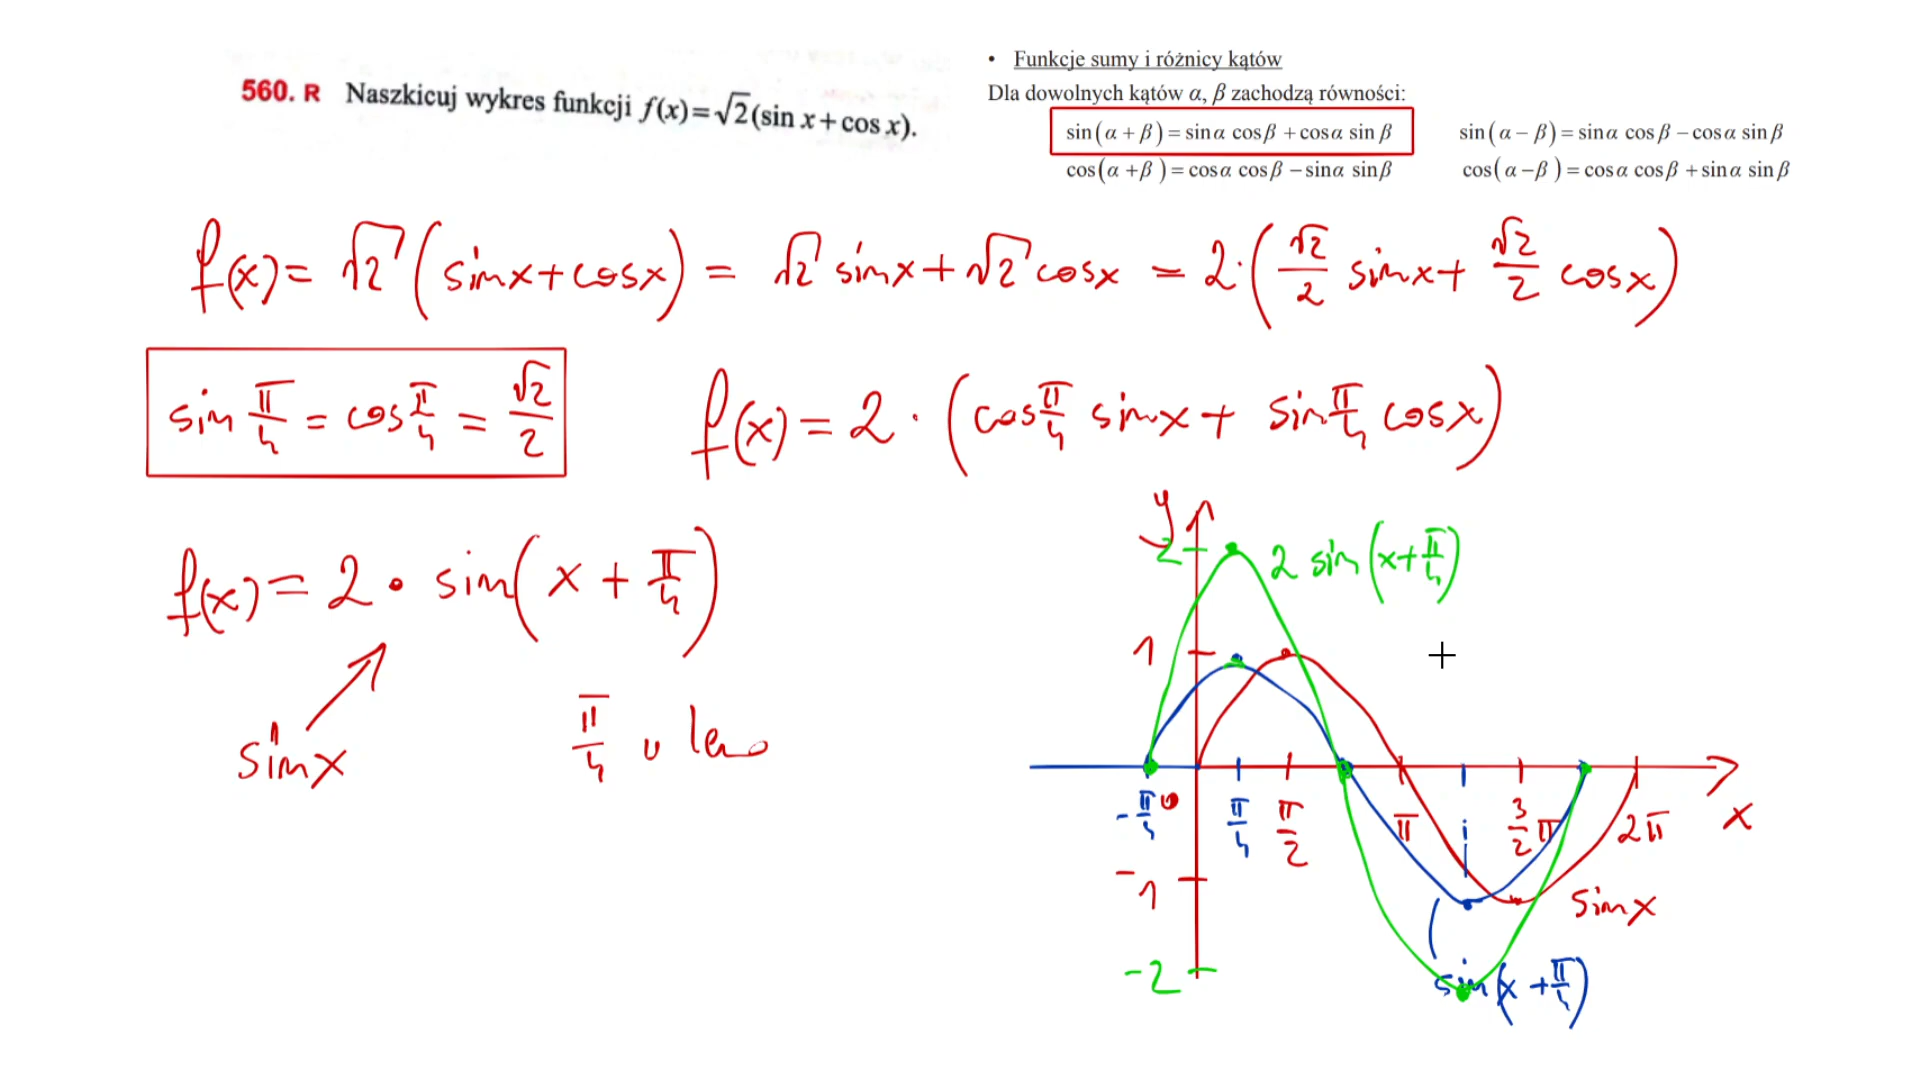 560. R Naszkicuj wykres funkcji f(x)=√2(sin x+cos x).
• Funkcje sumy i różnicy kątów
Dla dowolnych kątów α, β zachodzą równości:
sin(α+β)=sinα cosβ+cosα sinβ sin(α−β)=sinα cosβ−cosα sinβ
cos(α+β)=cosα cosβ−sinα sinβ cos(α−β)=cosα cosβ+sinα sinβ
f(x)= √2 (sinx+cosx) = √2 sinx+√2 cosx = 2·(√2/2 sinx+ √2/2 cosx)
sin π/4 = cos π/4 = √2/2
f(x)= 2 · (cos π/4 sinx + sin π/4 cosx)
f(x)= 2 · sin(x + π/4)
sinx
π/4 w lewo
y
2
2 sin(x+π/4)
1
-π/4 0 π/4 π/2 π 3/2 π 2π x
-1
sinx
-2
sin(x+π/4)